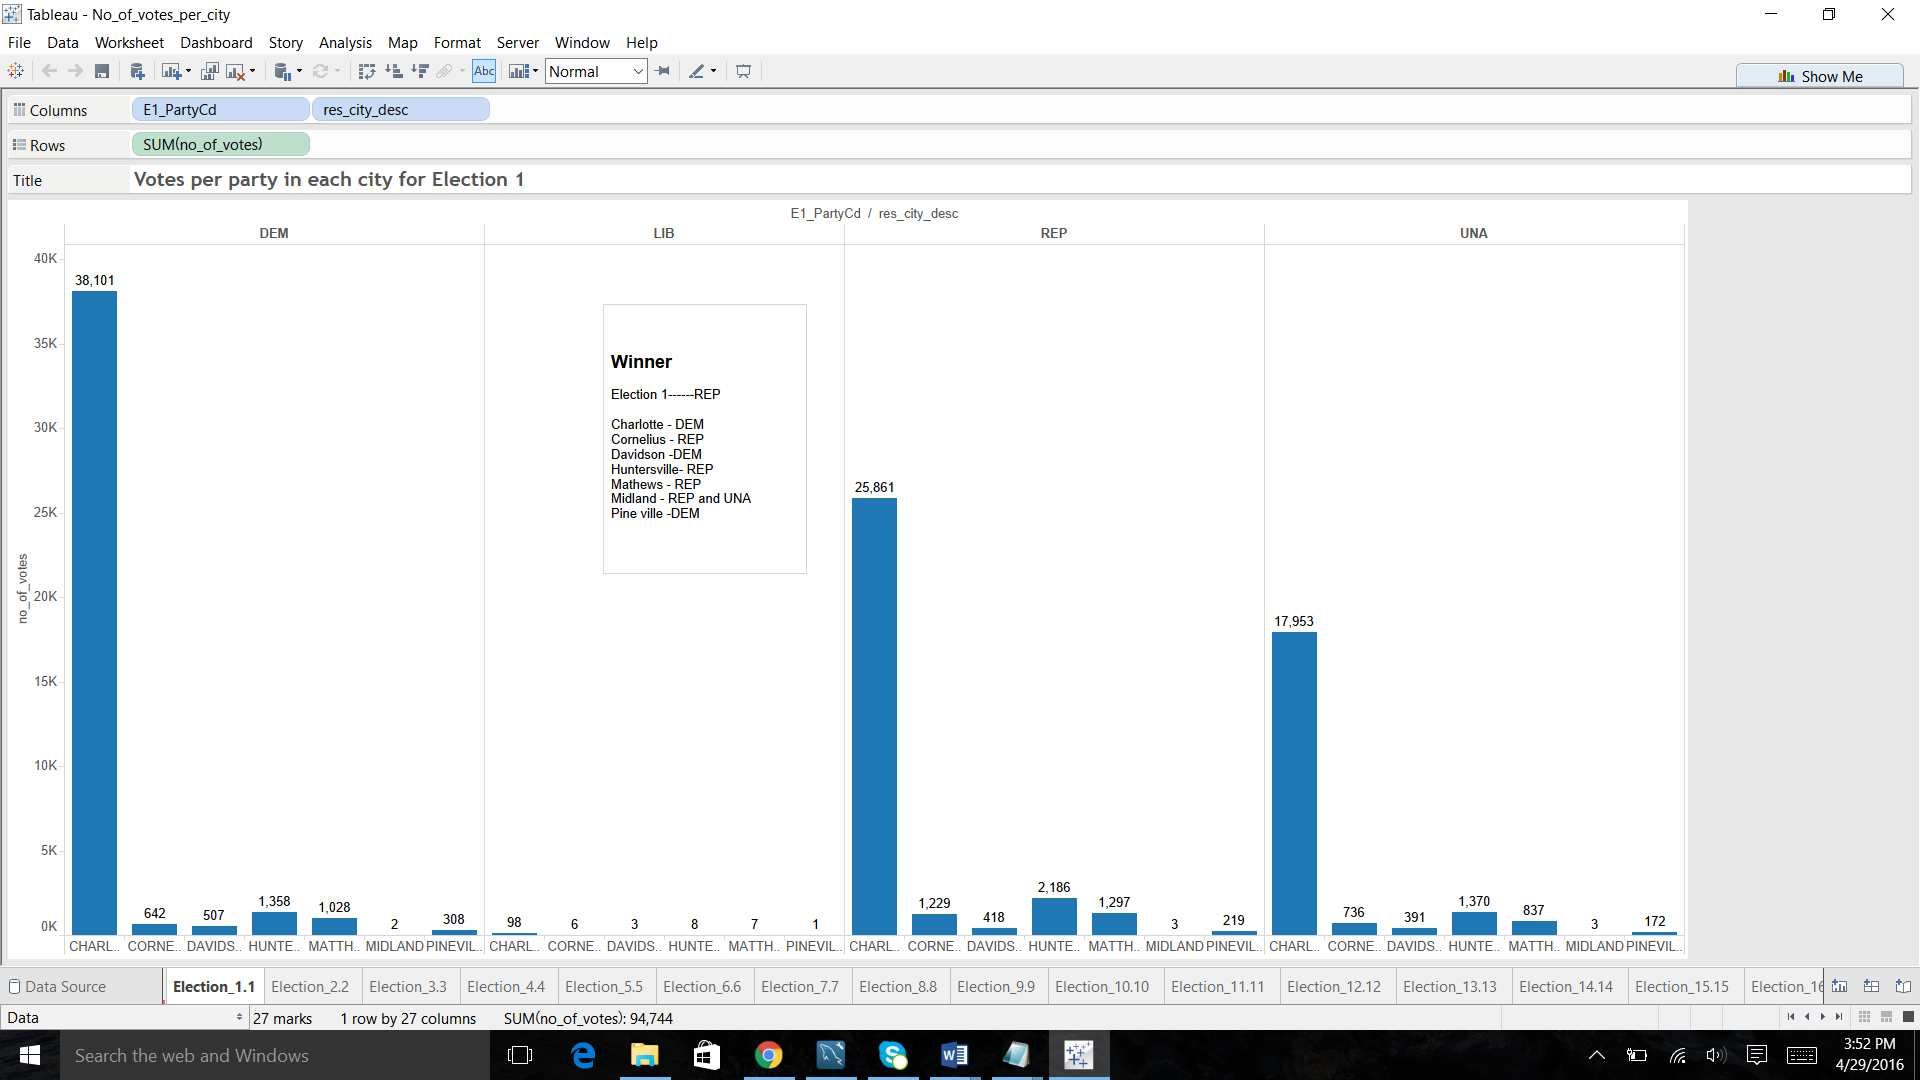 Tableau - No_of_votes_per_city
File Data Worksheet Dashboard Story Analysis Map Format Server Window Help
Abc Normal Show Me
Columns E1_PartyCd res_city_desc
Rows SUM(no_of_votes)
Title Votes per party in each city for Election 1
E1_PartyCd / res_city_desc
DEM LIB REP UNA
40K
35K
30K
25K
20K
15K
10K
5K
0K
no_of_votes
38,101 642 507 1,358 1,028 2 308 98 6 3 8 7 1 25,861 1,229 418 2,186 1,297 3 219 17,953 736 391 1,370 837 3 172
Winner
Election 1------REP
Charlotte - DEM
Cornelius - REP
Davidson -DEM
Huntersville- REP
Mathews - REP
Midland - REP and UNA
Pine ville -DEM
CHARL.. CORNE.. DAVIDS.. HUNTE.. MATTH.. MIDLAND PINEVIL.. CHARL.. CORNE.. DAVIDS.. HUNTE.. MATTH.. PINEVIL.. CHARL.. CORNE.. DAVIDS.. HUNTE.. MATTH.. MIDLAND PINEVIL.. CHARL.. CORNE.. DAVIDS.. HUNTE.. MATTH.. MIDLAND PINEVIL..
Data Source Election_1.1 Election_2.2 Election_3.3 Election_4.4 Election_5.5 Election_6.6 Election_7.7 Election_8.8 Election_9.9 Election_10.10 Election_11.11 Election_12.12 Election_13.13 Election_14.14 Election_15.15 Election_16
Data 27 marks 1 row by 27 columns SUM(no_of_votes): 94,744
Search the web and Windows
3:52 PM
4/29/2016